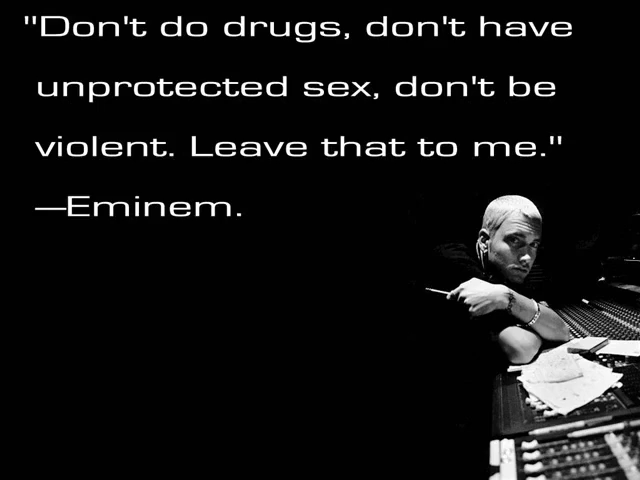 "Don't do drugs, don't have
unprotected sex, don't be
violent. Leave that to me."
—Eminem.